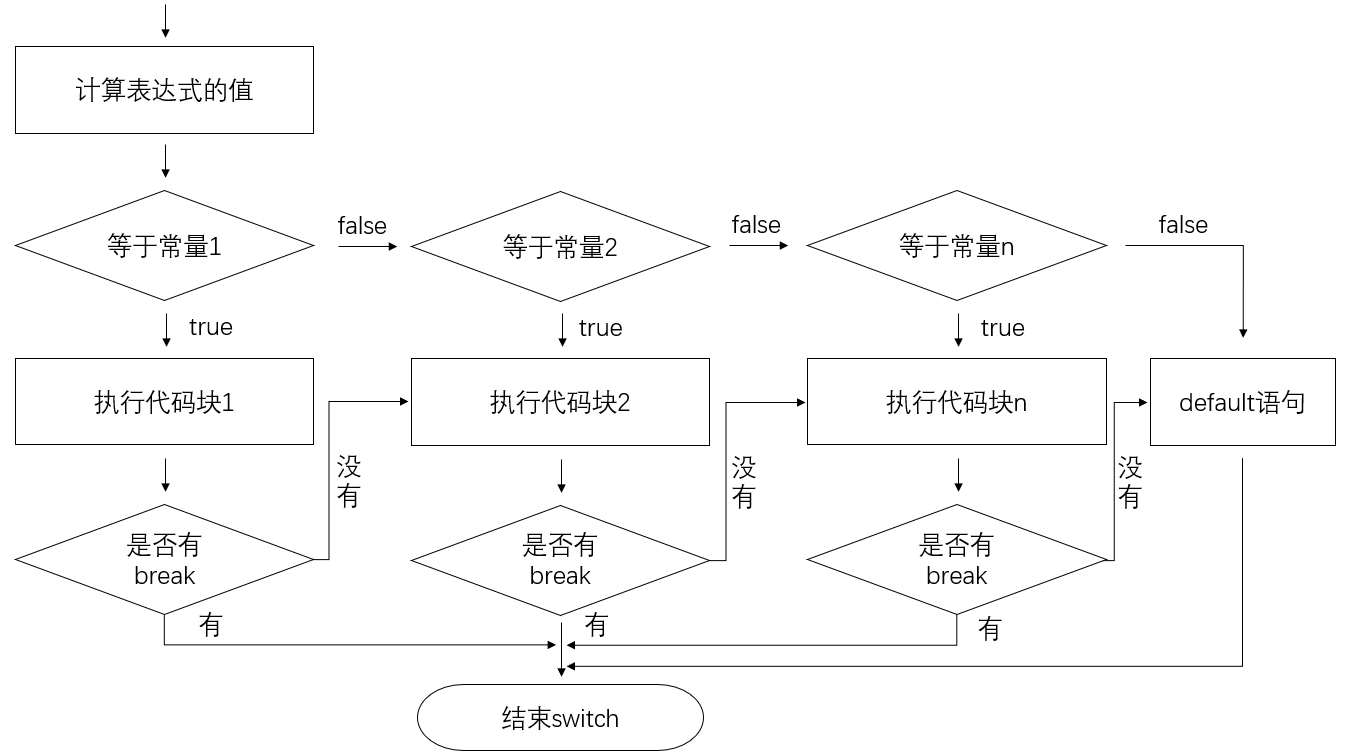 计算表达式的值
等于常量1
false
等于常量2
false
等于常量n
false
true
true
true
执行代码块1
执行代码块2
执行代码块n
default语句
没
有
没
有
没
有
是否有
break
是否有
break
是否有
break
有
有
有
结束switch